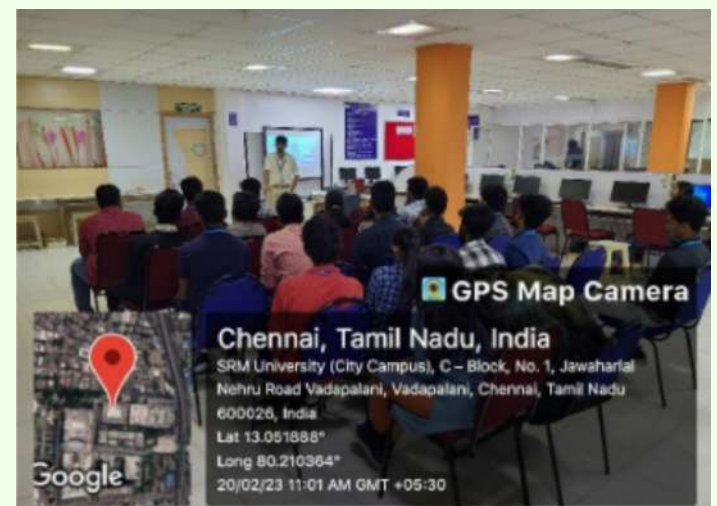 GPS Map Camera
Chennai, Tamil Nadu, India
SRM University (City Campus), C – Block, No. 1, Jawaharlal
Nehru Road Vadapalani, Vadapalani, Chennai, Tamil Nadu
600026, India
Lat 13.051888°
Long 80.210364°
20/02/23 11:01 AM GMT +05:30
Google